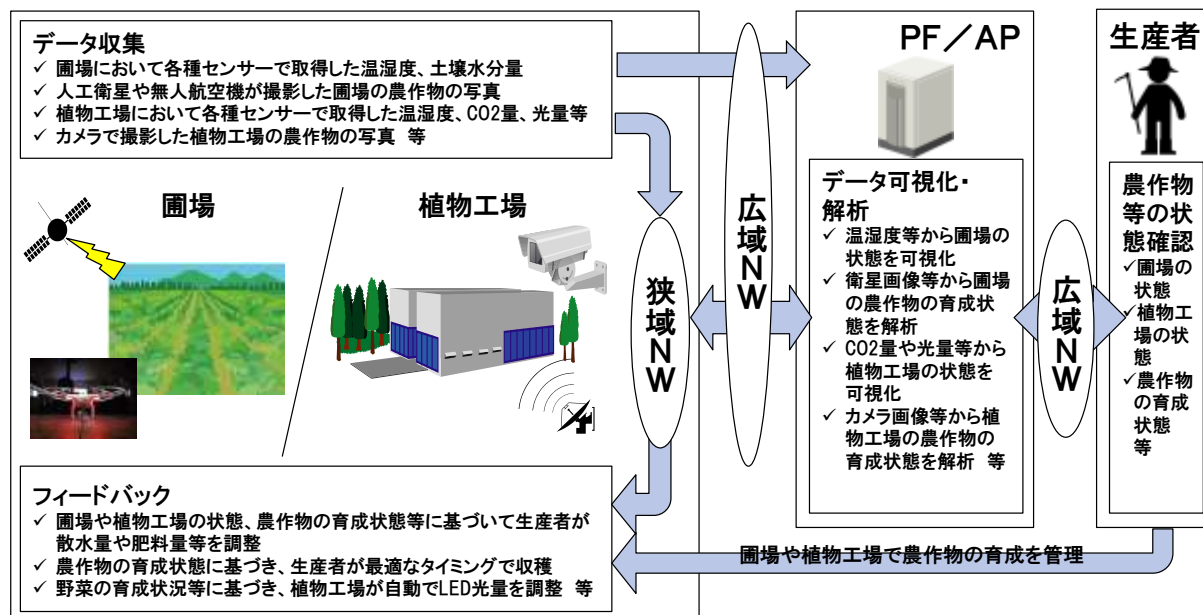 データ収集
✓ 圃場において各種センサーで取得した温湿度、土壌水分量
✓ 人工衛星や無人航空機が撮影した圃場の農作物の写真
✓ 植物工場において各種センサーで取得した温湿度、CO2量、光量等
✓ カメラで撮影した植物工場の農作物の写真 等
圃場
植物工場
狭域NW
広域NW
PF／AP
データ可視化・
解析
✓ 温湿度等から圃場の
状態を可視化
✓ 衛星画像等から圃場
の農作物の育成状
態を解析
✓ CO2量や光量等から
植物工場の状態を
可視化
✓ カメラ画像等から植
物工場の農作物の
育成状態を解析 等
広域NW
生産者
農作物
等の状
態確認
✓圃場の
状態
✓植物工
場の状
態
✓農作物
の育成
状態
等
フィードバック
✓ 圃場や植物工場の状態、農作物の育成状態等に基づいて生産者が
散水量や肥料量等を調整
✓ 農作物の育成状態に基づき、生産者が最適なタイミングで収穫
✓ 野菜の育成状況等に基づき、植物工場が自動でLED光量を調整 等
圃場や植物工場で農作物の育成を管理